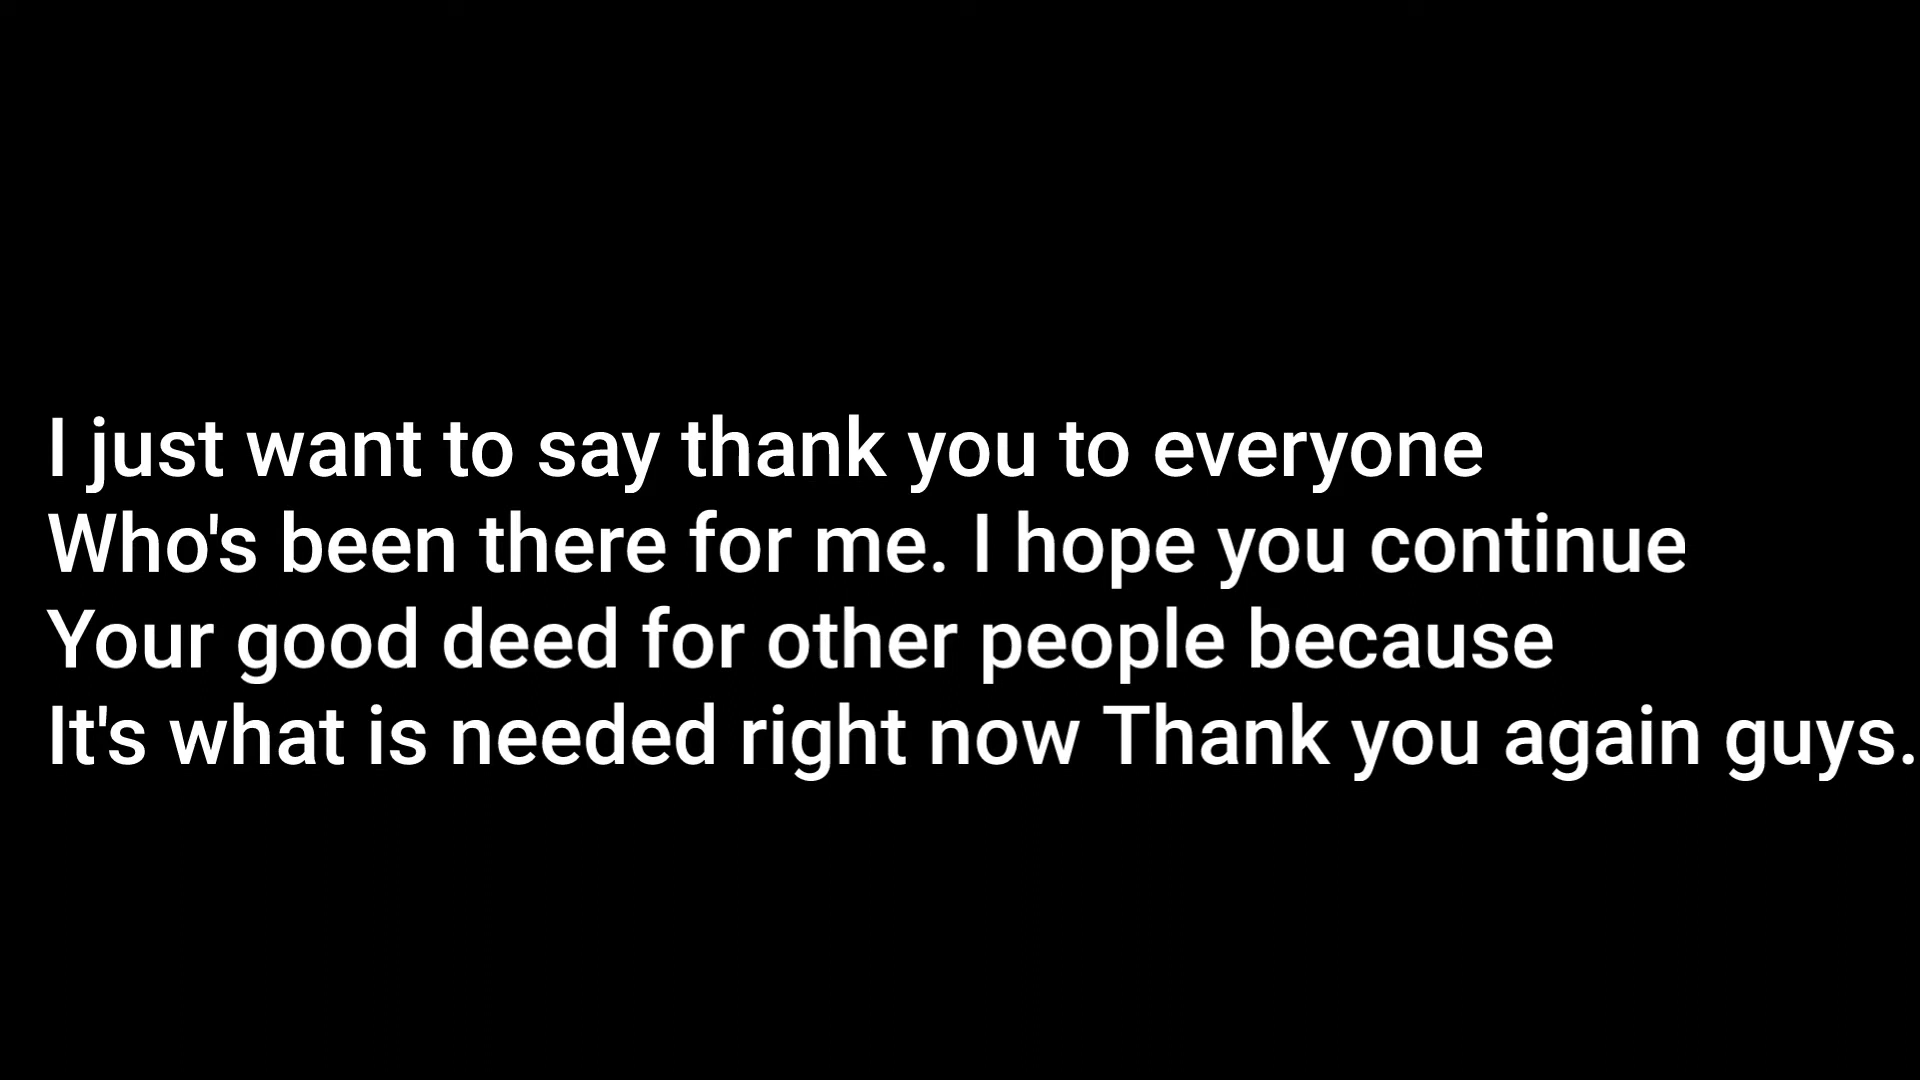 I just want to say thank you to everyone
Who's been there for me. I hope you continue
Your good deed for other people because
It's what is needed right now Thank you again guys.